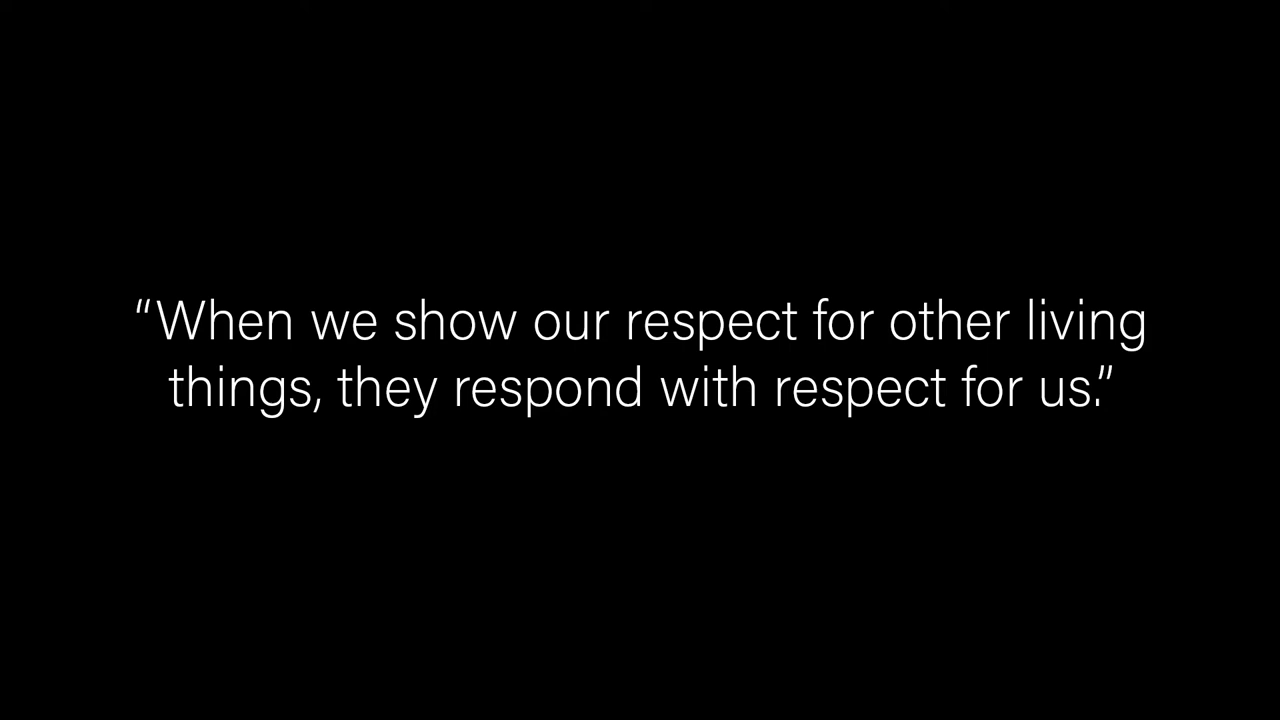 “When we show our respect for other living
things, they respond with respect for us.”